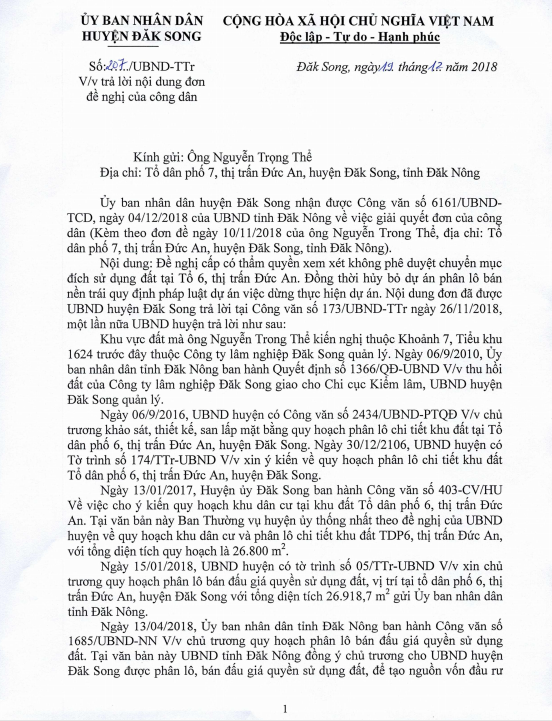 ỦY BAN NHÂN DÂN
HUYỆN ĐĂK SONG
CỘNG HÒA XÃ HỘI CHỦ NGHĨA VIỆT NAM
Độc lập - Tự do - Hạnh phúc
Số:207./UBND-TTr
V/v trả lời nội dung đơn
đề nghị của công dân
Đăk Song, ngày19 tháng12 năm 2018
Kính gửi: Ông Nguyễn Trọng Thể
Địa chỉ: Tổ dân phố 7, thị trấn Đức An, huyện Đăk Song, tỉnh Đăk Nông
Ủy ban nhân dân huyện Đăk Song nhận được Công văn số 6161/UBND-
TCD, ngày 04/12/2018 của UBND tỉnh Đăk Nông về việc giải quyết đơn của công
dân (Kèm theo đơn đề ngày 10/11/2018 của ông Nguyễn Trong Thể, địa chỉ: Tổ
dân phố 7, thị trấn Đức An, huyện Đăk Song, tỉnh Đăk Nông).
Nội dung: Đề nghị cấp có thẩm quyền xem xét không phê duyệt chuyển mục
đích sử dụng đất tại Tổ 6, thị trấn Đức An. Đồng thời hủy bỏ dự án phân lô bán
nền trái quy định pháp luật dự án việc dừng thực hiện dự án. Nội dung đơn đã được
UBND huyện Đăk Song trả lời tại Công văn số 173/UBND-TTr ngày 26/11/2018,
một lần nữa UBND huyện trả lời như sau:
Khu vực đất mà ông Nguyễn Trong Thể kiến nghị thuộc Khoảnh 7, Tiểu khu
1624 trước đây thuộc Công ty lâm nghiệp Đăk Song quản lý. Ngày 06/9/2010, Ủy
ban nhân dân tỉnh Đăk Nông ban hành Quyết định số 1366/QĐ-UBND V/v thu hồi
đất của Công ty lâm nghiệp Đăk Song giao cho Chi cục Kiểm lâm, UBND huyện
Đăk Song quản lý.
Ngày 06/9/2016, UBND huyện có Công văn số 2434/UBND-PTQĐ V/v chủ
trương khảo sát, thiết kế, san lấp mặt bằng quy hoạch phân lô chi tiết khu đất tại Tổ
dân phố 6, thị trấn Đức An, huyện Đăk Song. Ngày 30/12/2106, UBND huyện có
Tờ trình số 174/TTr-UBND V/v xin ý kiến về quy hoạch phân lô chi tiết khu đất
Tổ dân phố 6, thị trấn Đức An, huyện Đăk Song.
Ngày 13/01/2017, Huyện ủy Đăk Song ban hành Công văn số 403-CV/HU
Về việc cho ý kiến quy hoạch khu dân cư tại khu đất Tổ dân phố 6, thị trấn Đức
An. Tại văn bản này Ban Thường vụ huyện ủy thống nhất theo đề nghị của UBND
huyện về quy hoạch khu dân cư và phân lô chi tiết khu đất TDP6, thị trấn Đức An,
với tổng diện tích quy hoạch là 26.800 m².
Ngày 15/01/2018, UBND huyện có tờ trình số 05/TTr-UBND V/v xin chủ
trương quy hoạch phân lô bán đấu giá quyền sử dụng đất, vị trí tại tổ dân phố 6, thị
trấn Đức An, huyện Đăk Song với tổng diện tích 26.918,7 m² gửi Ủy ban nhân dân
tỉnh Đăk Nông.
Ngày 13/04/2018, Ủy ban nhân dân tỉnh Đăk Nông ban hành Công văn số
1685/UBND-NN V/v chủ trương quy hoạch phân lô bán đấu giá quyền sử dụng
đất. Tại văn bản này UBND tỉnh Đăk Nông đồng ý chủ trương cho UBND huyện
Đăk Song được phân lô, bán đấu giá quyền sử dụng đất, để tạo nguồn vốn đầu rư
1